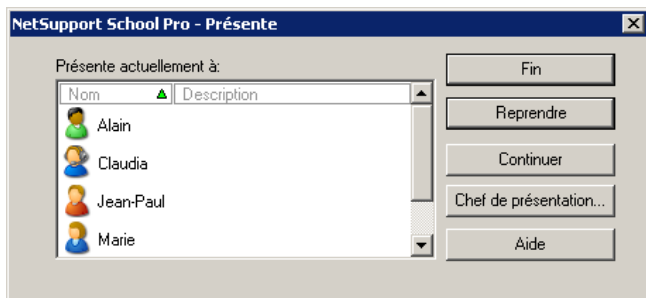 NetSupport School Pro - Présente
Présente actuellement à:
Nom Description
Alain
Claudia
Jean-Paul
Marie
Fin
Reprendre
Continuer
Chef de présentation...
Aide